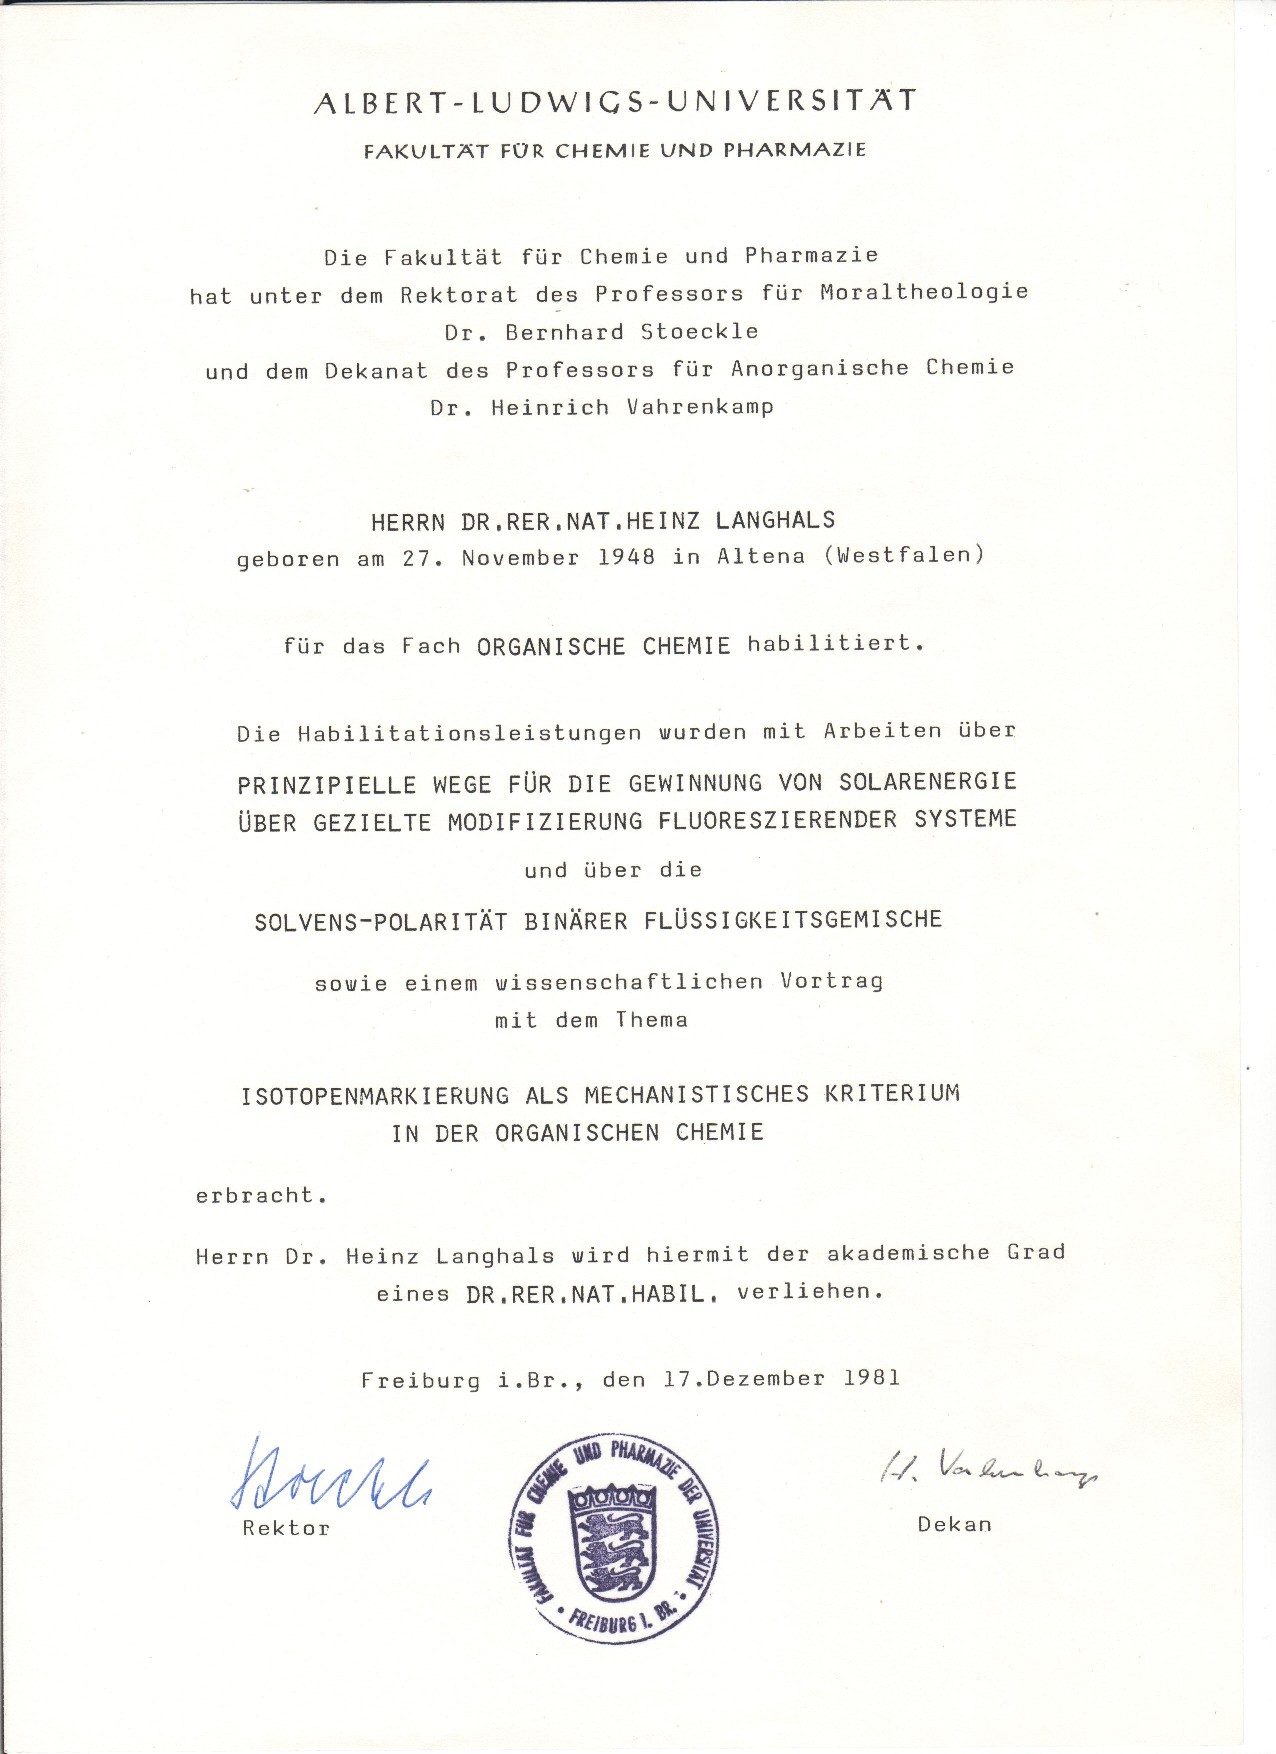 ALBERT-LUDWIGS-UNIVERSITÄT
FAKULTÄT FÜR CHEMIE UND PHARMAZIE
Die Fakultät für Chemie und Pharmazie
hat unter dem Rektorat des Professors für Moraltheologie
Dr. Bernhard Stoeckle
und dem Dekanat des Professors für Anorganische Chemie
Dr. Heinrich Vahrenkamp
HERRN DR.RER.NAT.HEINZ LANGHALS
geboren am 27. November 1948 in Altena (Westfalen)
für das Fach ORGANISCHE CHEMIE habilitiert.
Die Habilitationsleistungen wurden mit Arbeiten über
PRINZIPIELLE WEGE FÜR DIE GEWINNUNG VON SOLARENERGIE
ÜBER GEZIELTE MODIFIZIERUNG FLUORESZIERENDER SYSTEME
und über die
SOLVENS-POLARITÄT BINÄRER FLÜSSIGKEITSGEMISCHE
sowie einem wissenschaftlichen Vortrag
mit dem Thema
ISOTOPENMARKIERUNG ALS MECHANISTISCHES KRITERIUM
IN DER ORGANISCHEN CHEMIE
erbracht.
Herrn Dr. Heinz Langhals wird hiermit der akademische Grad
eines DR.RER.NAT.HABIL. verliehen.
Freiburg i.Br., den 17.Dezember 1981
Stoeckle
H. Vahrenkamp
Rektor
Dekan
FAKULTÄT FÜR CHEMIE UND PHARMAZIE DER UNIVERSITÄT
• FREIBURG I. BR. •